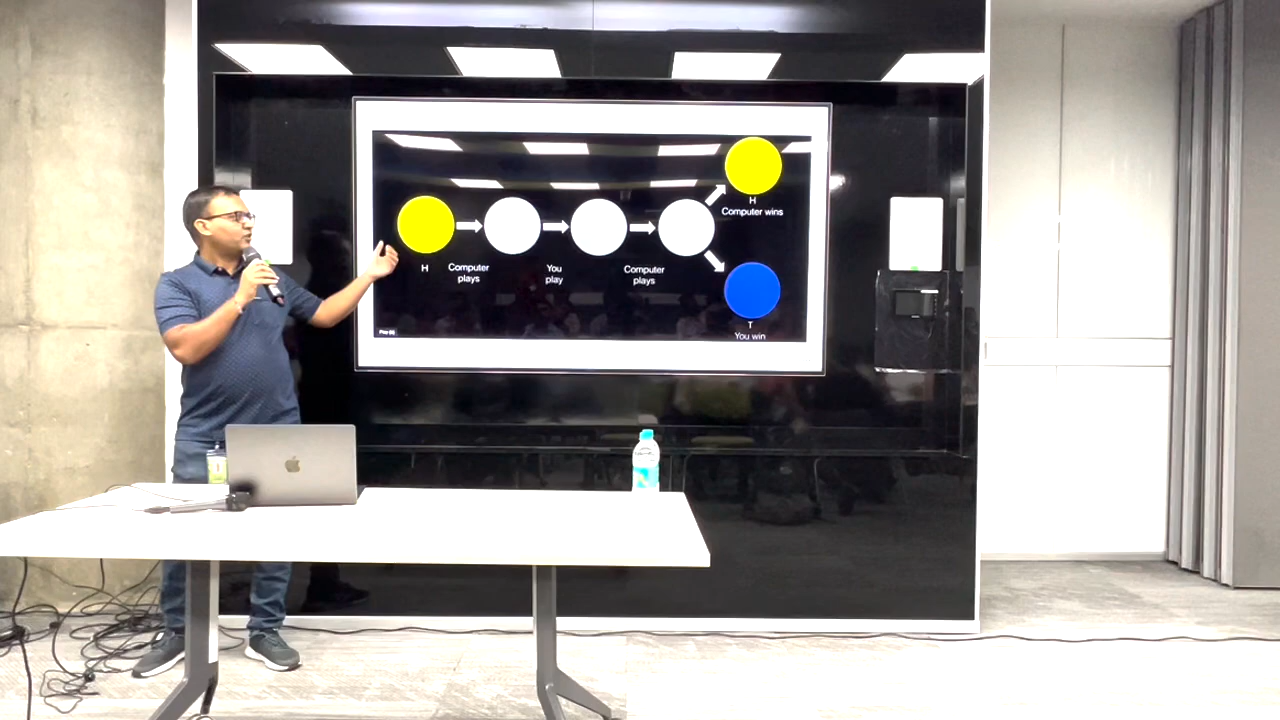 H
Computer wins
H
Computer
plays
You
play
Computer
plays
T
You win